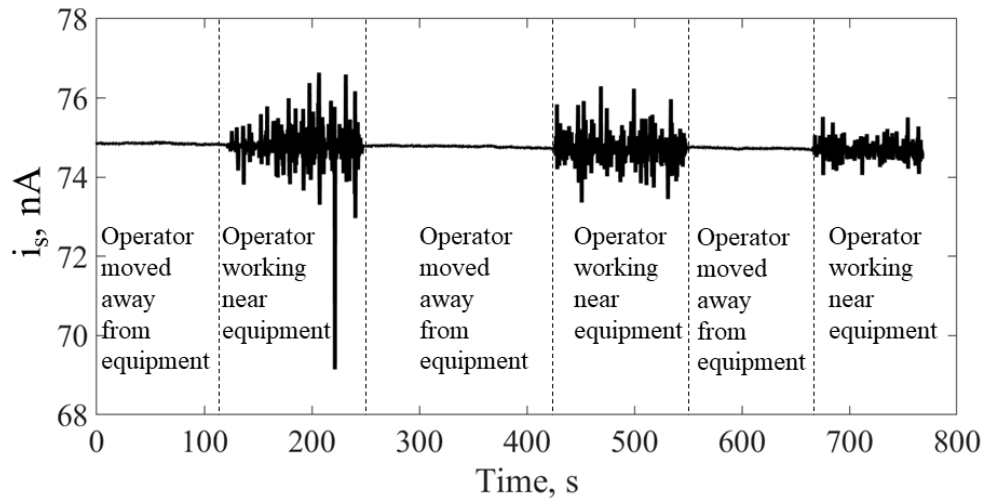 78
76
74
72
70
68
i_s, nA
Operator
moved
away
from
equipment
Operator
working
near
equipment
Operator
moved
away
from
equipment
Operator
working
near
equipment
Operator
moved
away
from
equipment
Operator
working
near
equipment
0 100 200 300 400 500 600 700 800
Time, s